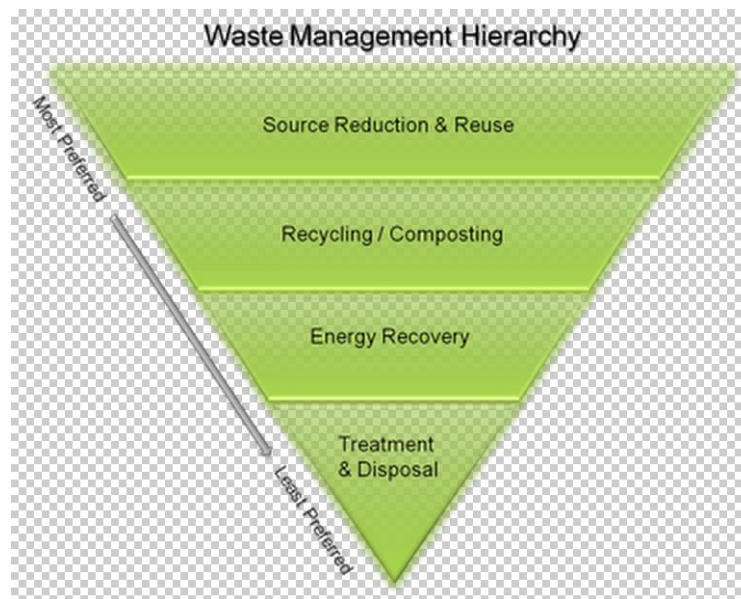 Waste Management Hierarchy
Most Preferred
Source Reduction & Reuse
Recycling / Composting
Energy Recovery
Treatment
& Disposal
Least Preferred